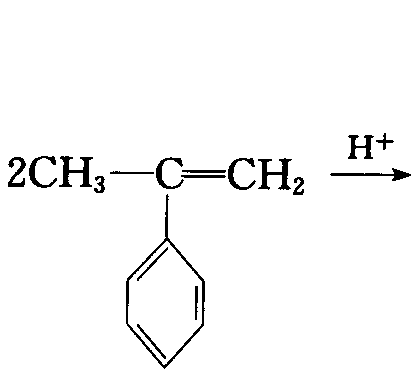 H⁺
2CH₃—C=CH₂ ⟶